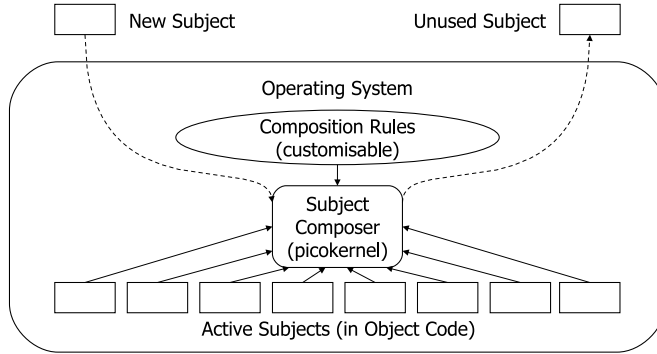 New Subject
Unused Subject
Operating System
Composition Rules
(customisable)
Subject
Composer
(picokernel)
Active Subjects (in Object Code)